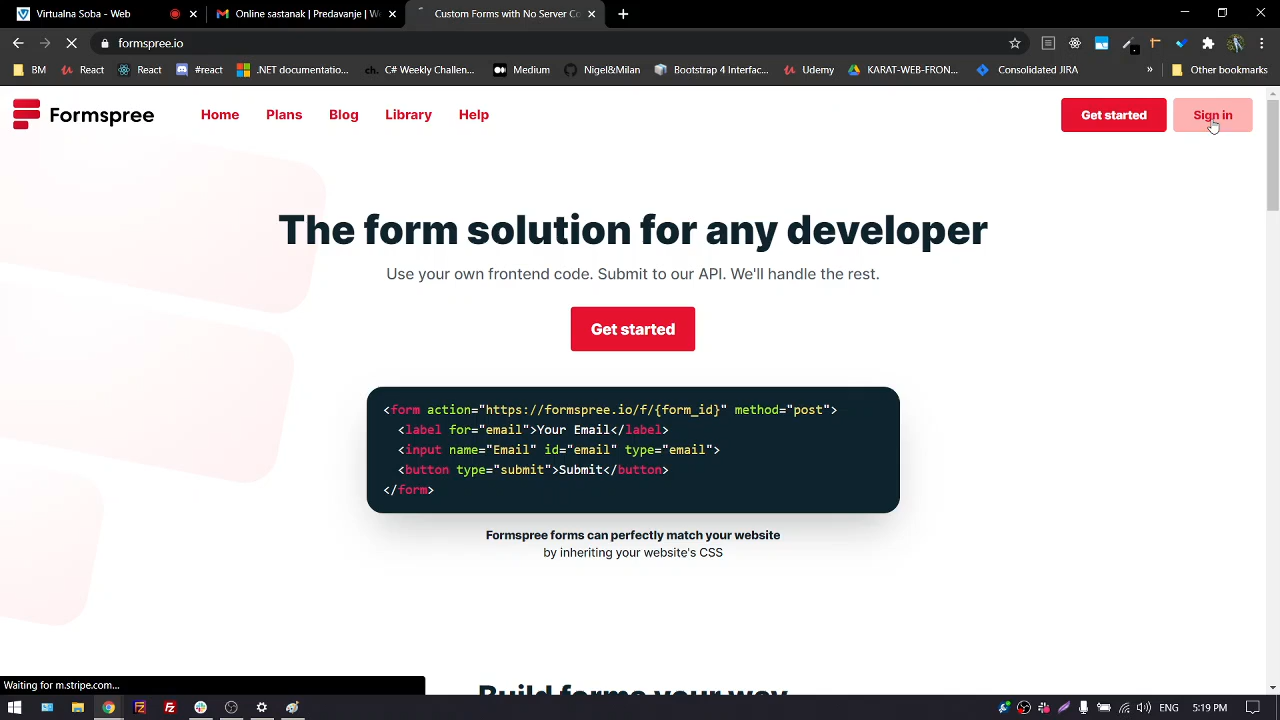 Virtualna Soba - Web
Online sastanak | Predavanje | W
Custom Forms with No Server Co
formspree.io
BM
React
React
#react
.NET documentatio...
ch. C# Weekly Challen...
Medium
Nigel&Milan
Bootstrap 4 Interfac...
Udemy
KARAT-WEB-FRON...
Consolidated JIRA
»
Other bookmarks
Formspree
Home
Plans
Blog
Library
Help
Get started
Sign in
The form solution for any developer
Use your own frontend code. Submit to our API. We'll handle the rest.
Get started
<form action="https://formspree.io/f/{form_id}" method="post">
<label for="email">Your Email</label>
<input name="Email" id="email" type="email">
<button type="submit">Submit</button>
</form>
Formspree forms can perfectly match your website
by inheriting your website's CSS
Build forms your way
Waiting for m.stripe.com...
ENG
5:19 PM